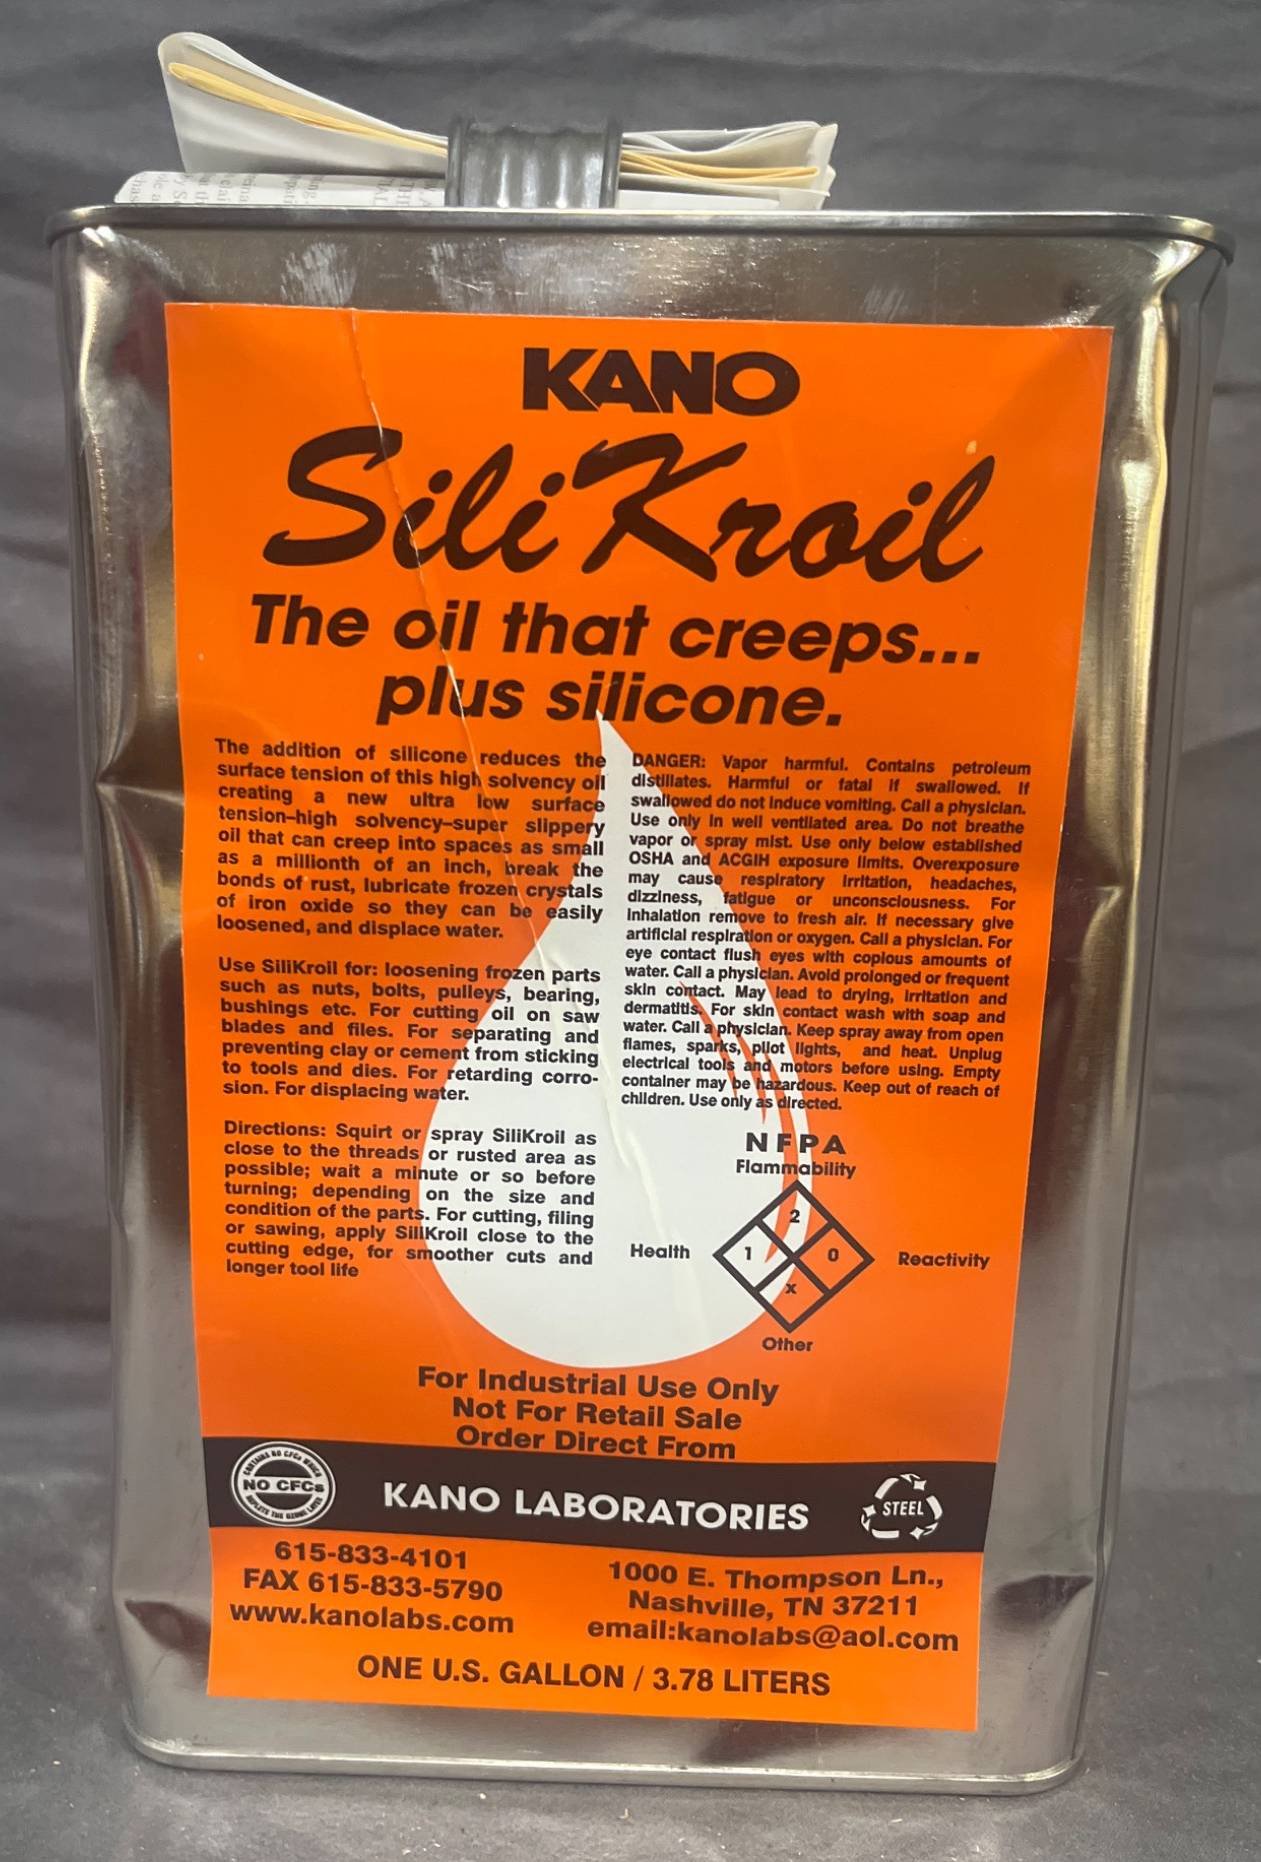 KANO
SiliKroil
The oil that creeps...
plus silicone.
The addition of silicone reduces the
surface tension of this high solvency oil
creating a new ultra low surface
tension–high solvency–super slippery
oil that can creep into spaces as small
as a millionth of an inch, break the
bonds of rust, lubricate frozen crystals
of iron oxide so they can be easily
loosened, and displace water.
Use SiliKroil for: loosening frozen parts
such as nuts, bolts, pulleys, bearing,
bushings etc. For cutting oil on saw
blades and files. For separating and
preventing clay or cement from sticking
to tools and dies. For retarding corro-
sion. For displacing water.
Directions: Squirt or spray SiliKroil as
close to the threads or rusted area as
possible; wait a minute or so before
turning; depending on the size and
condition of the parts. For cutting, filing
or sawing, apply SiliKroil close to the
cutting edge, for smoother cuts and
longer tool life
DANGER: Vapor harmful. Contains petroleum
distillates. Harmful or fatal if swallowed. If
swallowed do not induce vomiting. Call a physician.
Use only in well ventilated area. Do not breathe
vapor or spray mist. Use only below established
OSHA and ACGIH exposure limits. Overexposure
may cause respiratory irritation, headaches,
dizziness, fatigue or unconsciousness. For
inhalation remove to fresh air. If necessary give
artificial respiration or oxygen. Call a physician. For
eye contact flush eyes with copious amounts of
water. Call a physician. Avoid prolonged or frequent
skin contact. May lead to drying, irritation and
dermatitis. For skin contact wash with soap and
water. Call a physician. Keep spray away from open
flames, sparks, pilot lights, and heat. Unplug
electrical tools and motors before using. Empty
container may be hazardous. Keep out of reach of
children. Use only as directed.
NFPA
Flammability
2
Health 1 0 Reactivity
x
Other
For Industrial Use Only
Not For Retail Sale
Order Direct From
CONTAINS NO CFCs WHICH
NO CFCs
DEPLETE THE OZONE LAYER
KANO LABORATORIES
STEEL
615-833-4101
FAX 615-833-5790
www.kanolabs.com
1000 E. Thompson Ln.,
Nashville, TN 37211
email:kanolabs@aol.com
ONE U.S. GALLON / 3.78 LITERS